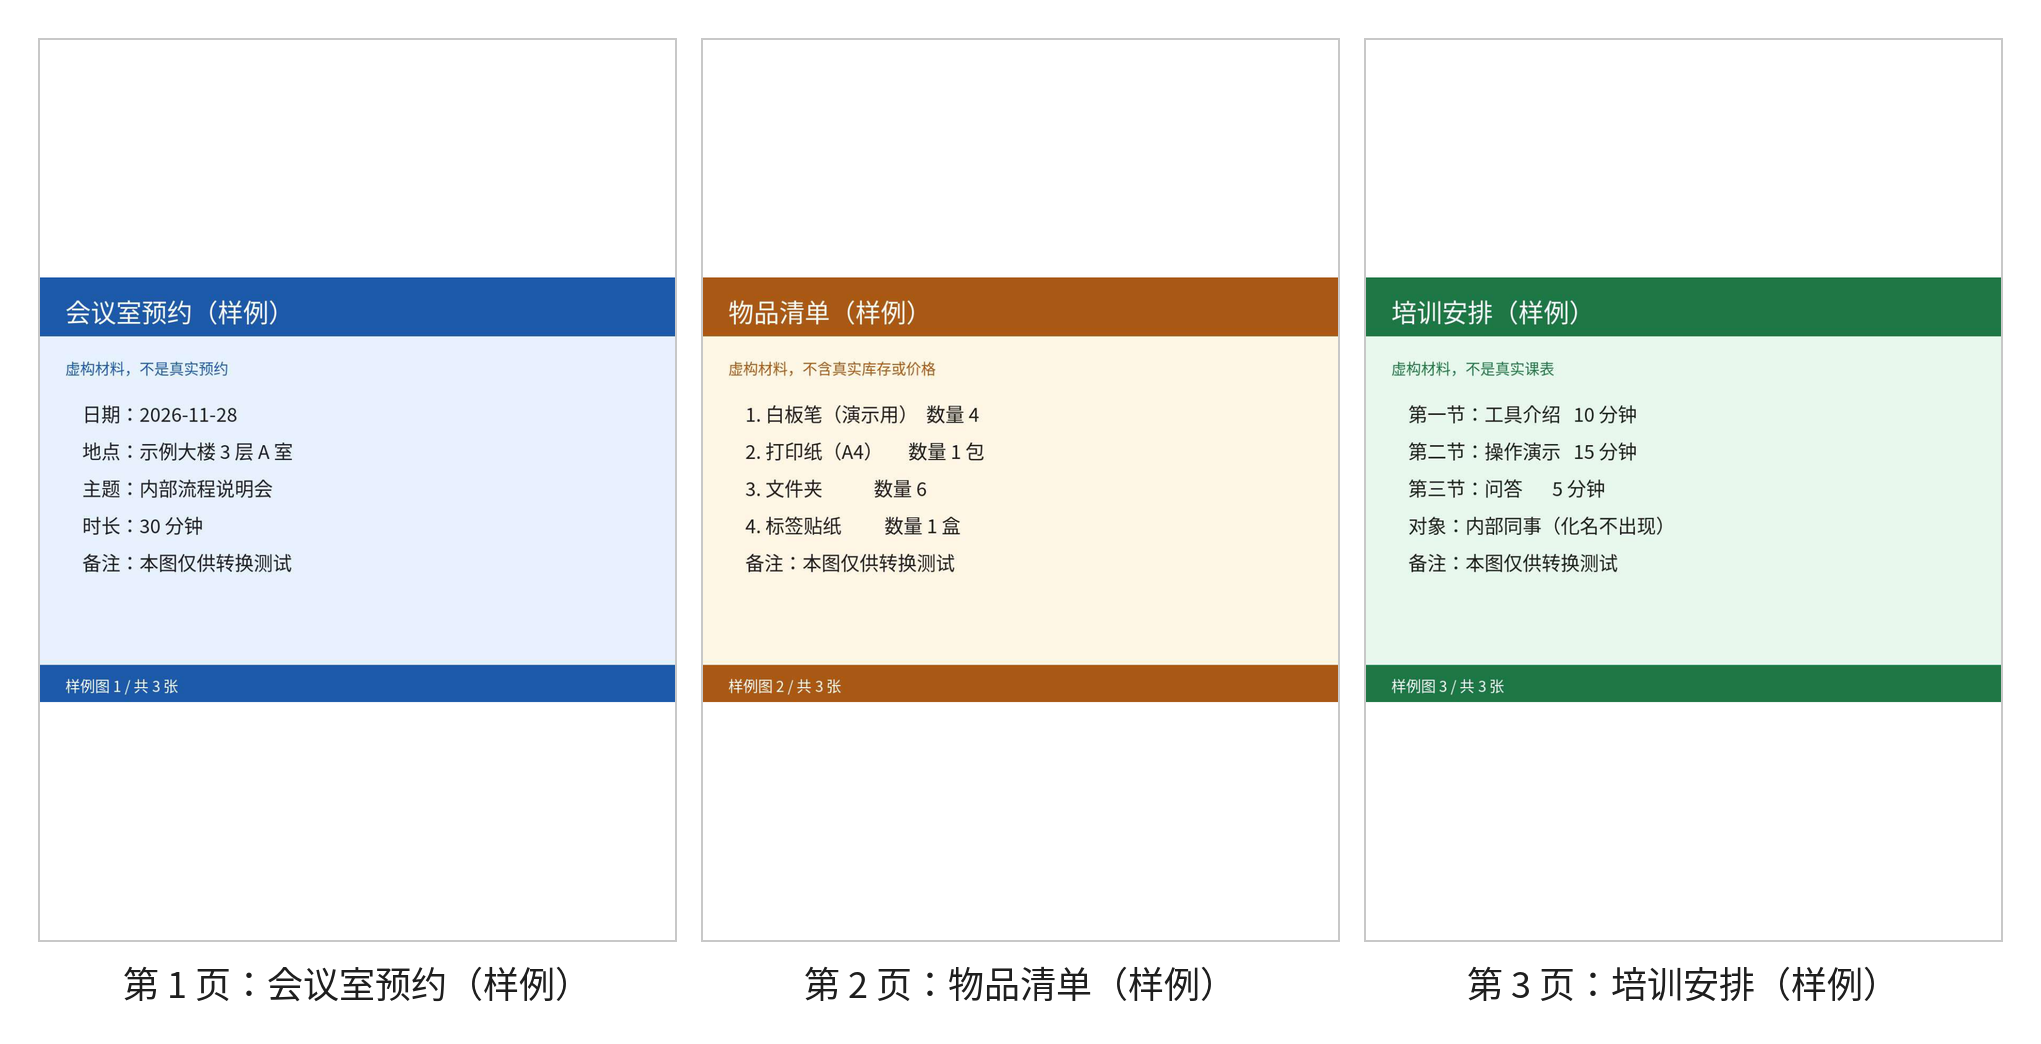 会议室预约（样例）
虚构材料，不是真实预约
日期：2026-11-28
地点：示例大楼 3 层 A 室
主题：内部流程说明会
时长：30 分钟
备注：本图仅供转换测试
样例图 1 / 共 3 张
第 1 页：会议室预约（样例）
物品清单（样例）
虚构材料，不含真实库存或价格
1. 白板笔（演示用） 数量 4
2. 打印纸（A4） 数量 1 包
3. 文件夹 数量 6
4. 标签贴纸 数量 1 盒
备注：本图仅供转换测试
样例图 2 / 共 3 张
第 2 页：物品清单（样例）
培训安排（样例）
虚构材料，不是真实课表
第一节：工具介绍 10 分钟
第二节：操作演示 15 分钟
第三节：问答 5 分钟
对象：内部同事（化名不出现）
备注：本图仅供转换测试
样例图 3 / 共 3 张
第 3 页：培训安排（样例）